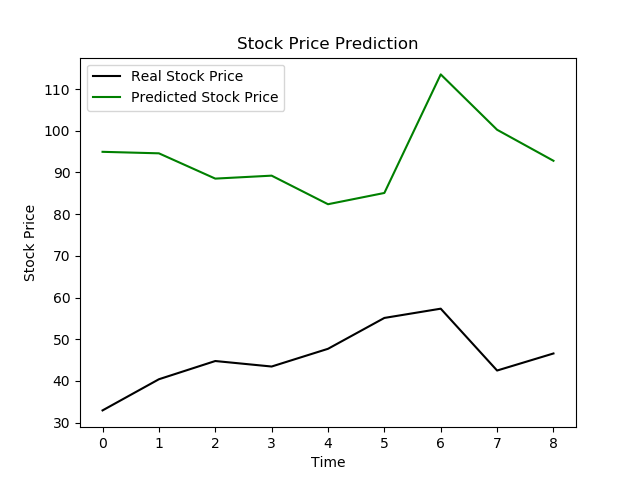 Stock Price Prediction
Real Stock Price
Predicted Stock Price
110
100
90
80
70
60
50
40
30
Stock Price
0 1 2 3 4 5 6 7 8
Time